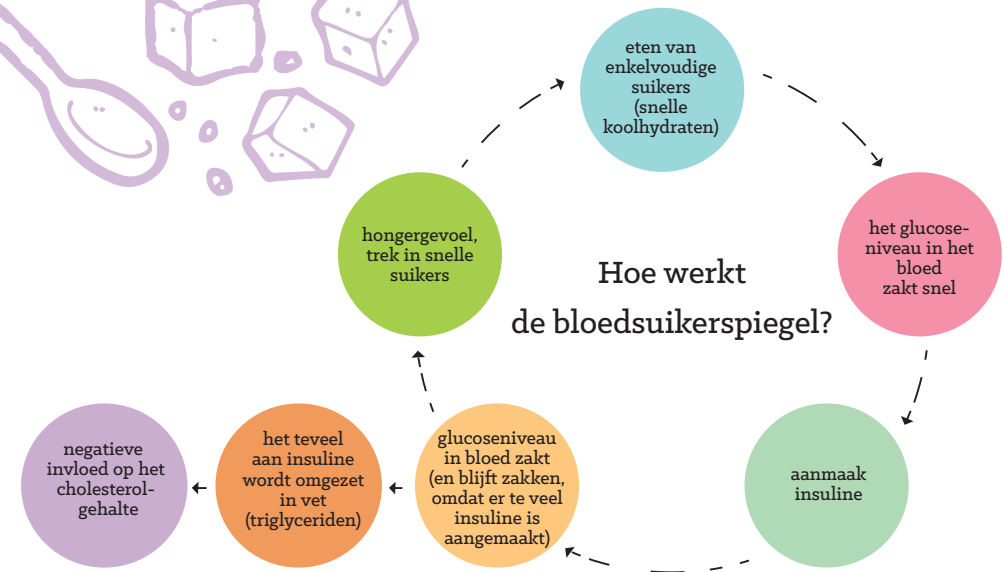 eten van
enkelvoudige
suikers
(snelle
koolhydraten)
het glucose-
niveau in het
bloed
zakt snel
hongergevoel,
trek in snelle
suikers
Hoe werkt
de bloedsuikerspiegel?
aanmaak
insuline
glucoseniveau
in bloed zakt
(en blijft zakken,
omdat er te veel
insuline is
aangemaakt)
het teveel
aan insuline
wordt omgezet
in vet
(triglyceriden)
negatieve
invloed op het
cholesterol-
gehalte